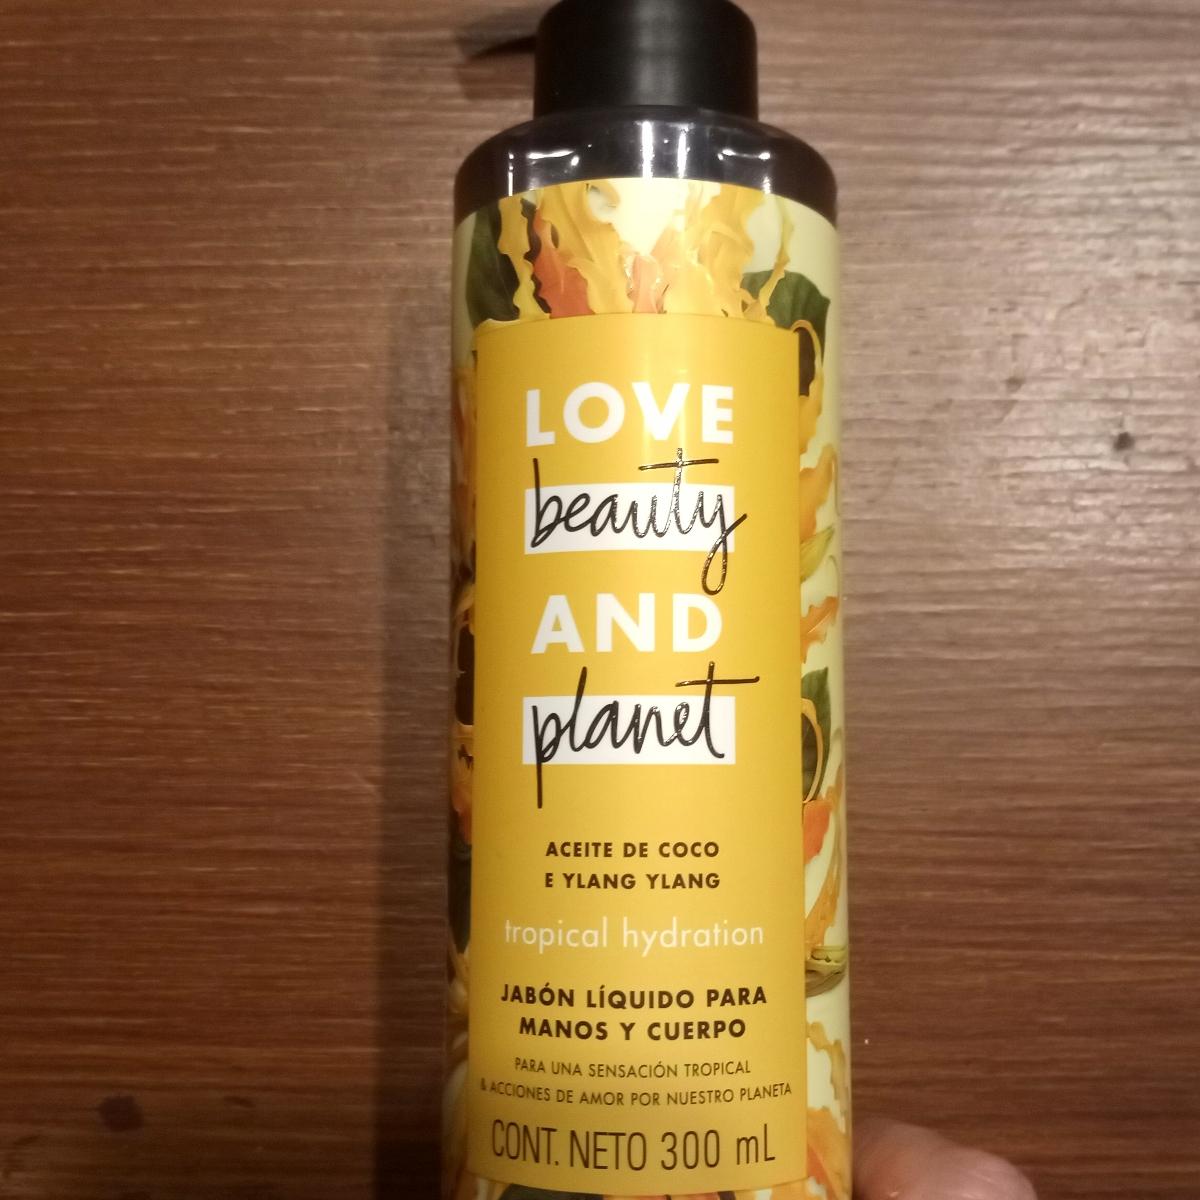 LOVE
beauty
AND
planet
ACEITE DE COCO
E YLANG YLANG
tropical hydration
JABÓN LÍQUIDO PARA
MANOS Y CUERPO
PARA UNA SENSACIÓN TROPICAL
& ACCIONES DE AMOR POR NUESTRO PLANETA
CONT. NETO 300 mL